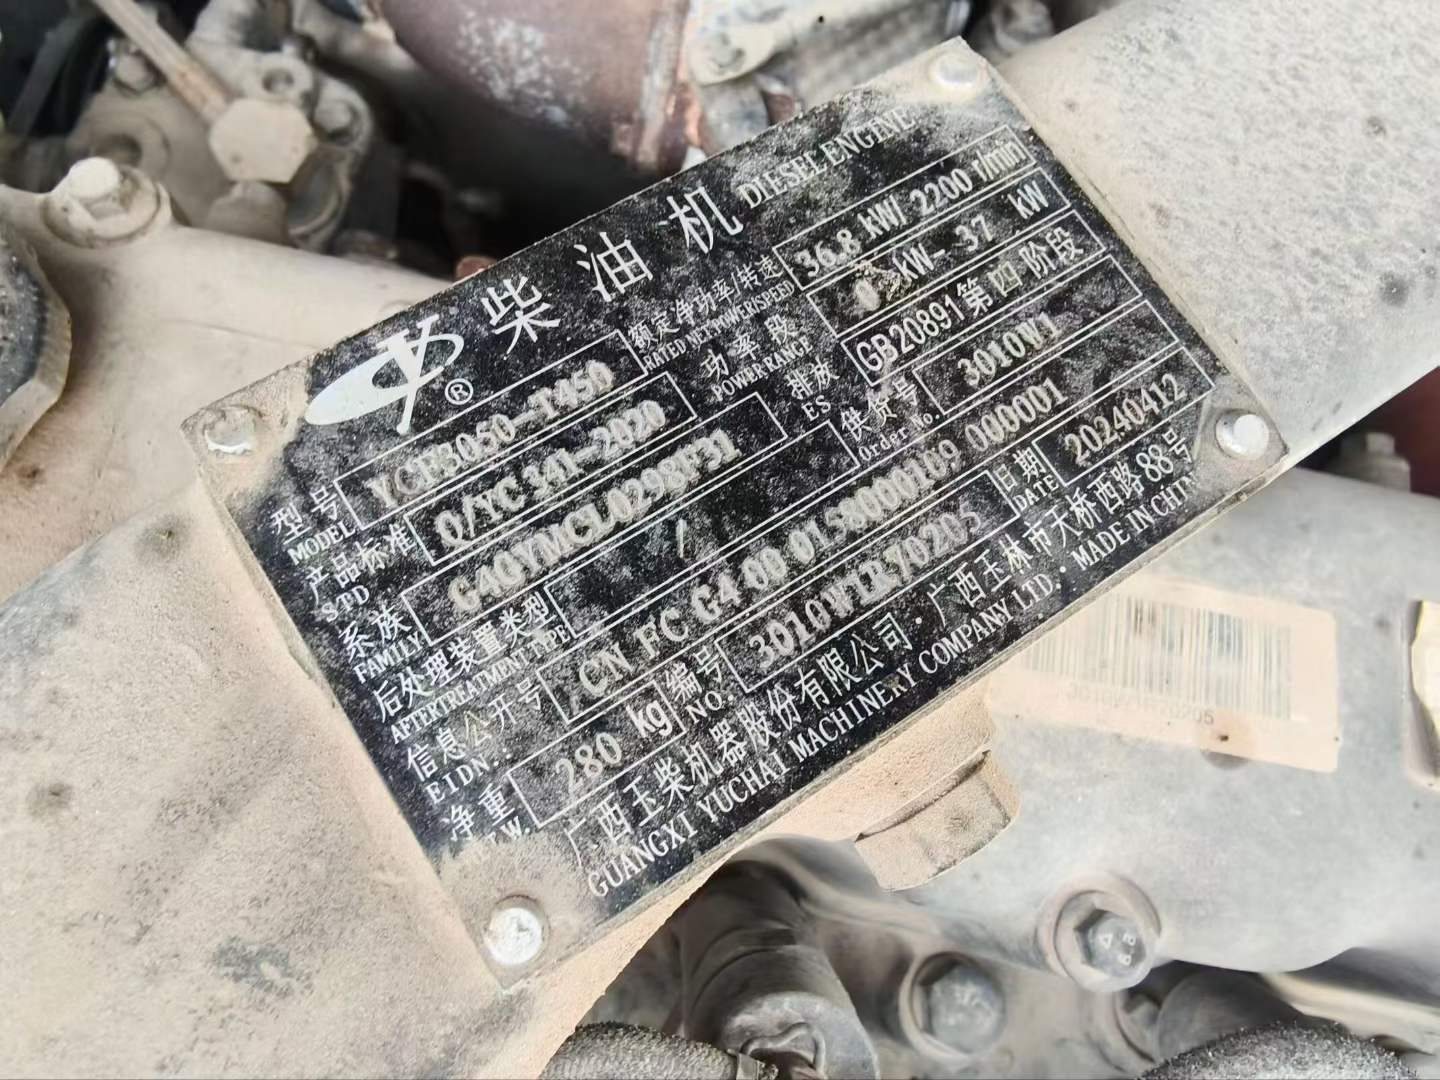 柴油机 DIESEL ENGINE
型号 MODEL YCF3050-T450 额定净功率/转速 RATED NET POWER/SPEED 36.8 kW/ 2200 r/min
产品标准 STD Q/YC 541-2020 功率段 POWER RANGE kW- 37 kW
系族 FAMILY G4GYMCL0298F31 排放 ES GB20891第四阶段
后处理装置类型 AFTERTREATMENT TYPE / 供货号 Order No. 3010W1
信息公开号 EIDN. CN FC G4 00 0L58000109 000001
净重 N.W. 280 kg 编号 NO. 3010W1R70205 日期 DATE 20240412
广西玉柴机器股份有限公司·广西玉林市天桥西路88号
GUANGXI YUCHAI MACHINERY COMPANY LTD. · MADE IN CHINA